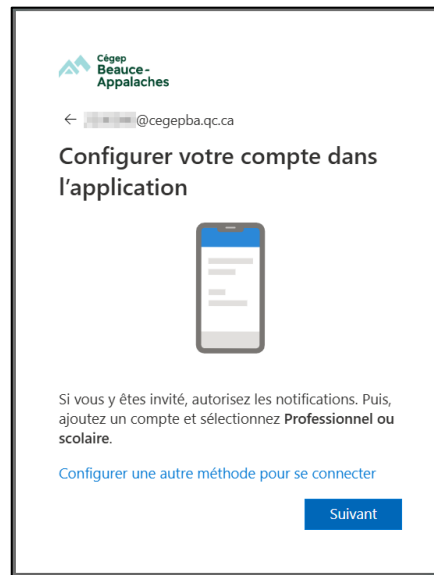 Cégep
Beauce-
Appalaches
@cegepba.qc.ca
Configurer votre compte dans
l’application
Si vous y êtes invité, autorisez les notifications. Puis,
ajoutez un compte et sélectionnez Professionnel ou
scolaire.
Configurer une autre méthode pour se connecter
Suivant